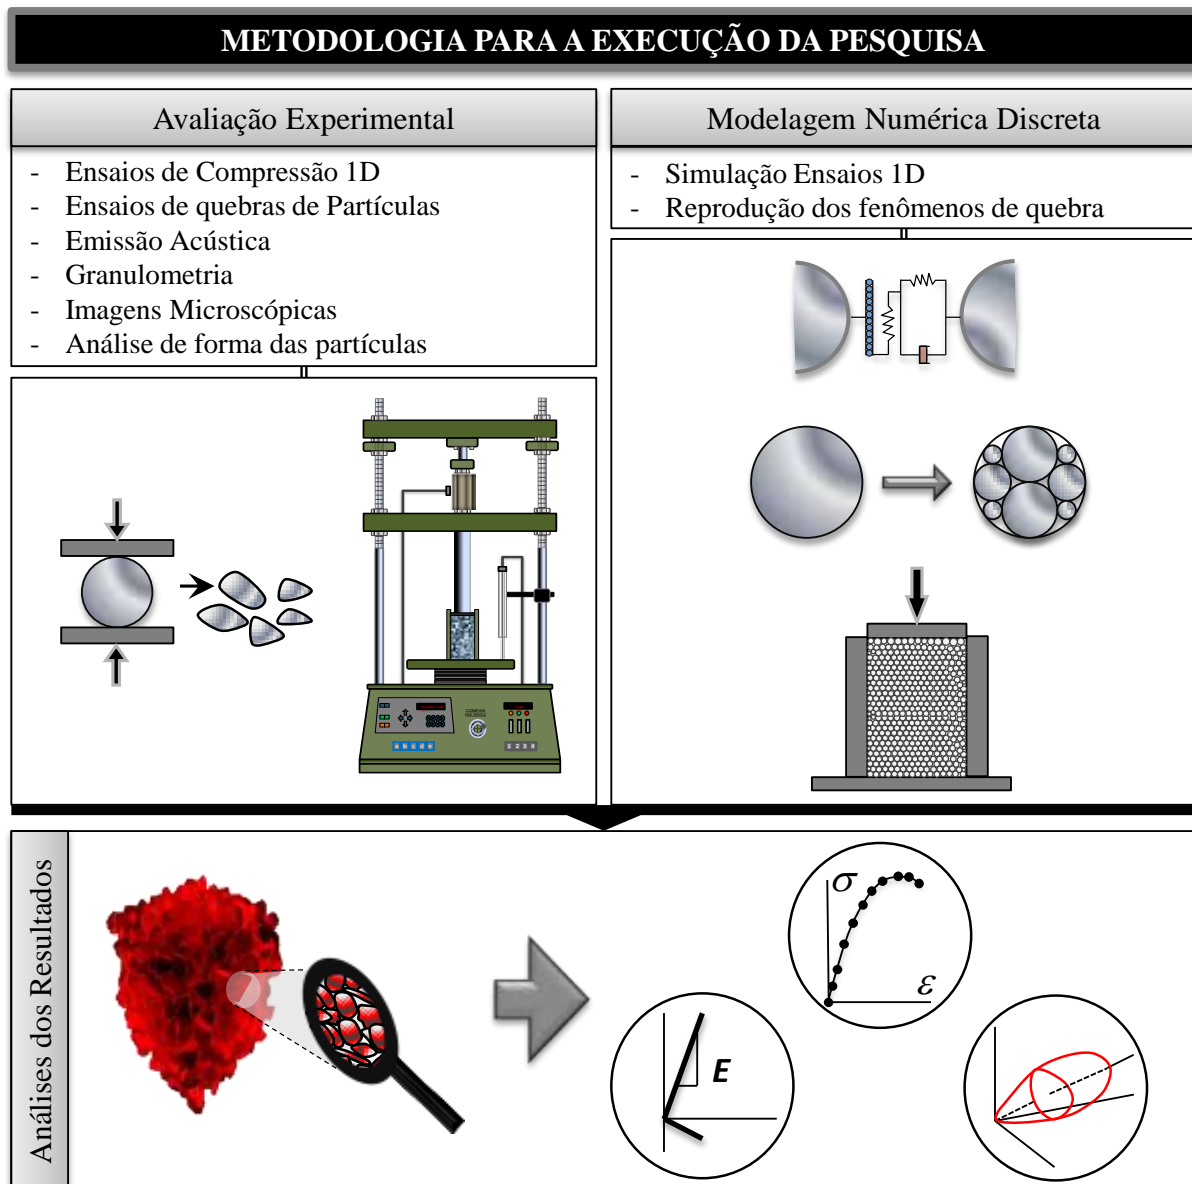 METODOLOGIA PARA A EXECUÇÃO DA PESQUISA
Avaliação Experimental
- Ensaios de Compressão 1D
- Ensaios de quebras de Partículas
- Emissão Acústica
- Granulometria
- Imagens Microscópicas
- Análise de forma das partículas
Modelagem Numérica Discreta
- Simulação Ensaios 1D
- Reprodução dos fenômenos de quebra
Análises dos Resultados
σ
ε
E